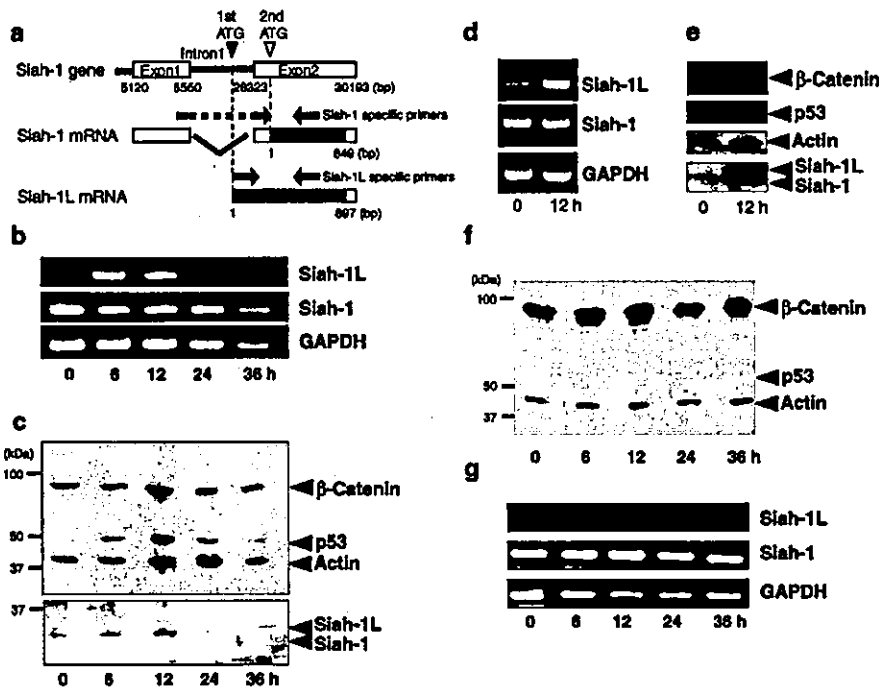 a
1st ATG
2nd ATG
Intron1
Siah-1 gene
Exon1
Exon2
5120 5560 28323 30193 (bp)
Siah-1 specific primers
Siah-1 mRNA
1 849 (bp)
Siah-1L specific primers
Siah-1L mRNA
1 897 (bp)
b
Siah-1L
Siah-1
GAPDH
0 6 12 24 36 h
c
(kDa)
100
β-Catenin
50
p53
Actin
37
37
Siah-1L
Siah-1
0 6 12 24 36 h
d
Siah-1L
Siah-1
GAPDH
0 12 h
e
β-Catenin
p53
Actin
Siah-1L
Siah-1
0 12 h
f
(kDa)
100
β-Catenin
p53
50
Actin
37
0 6 12 24 36 h
g
Siah-1L
Siah-1
GAPDH
0 6 12 24 36 h